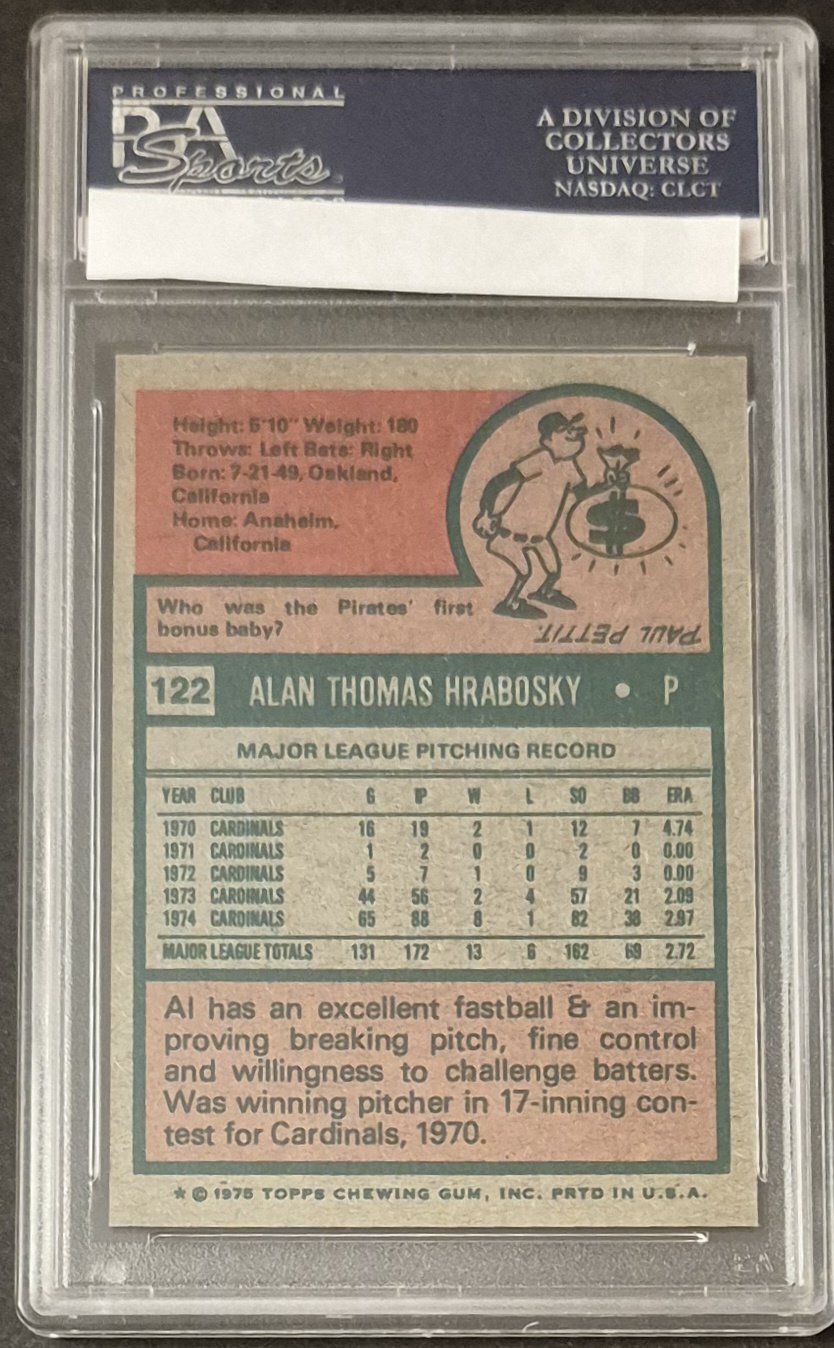 PROFESSIONAL
PSA
Sports
A DIVISION OF
COLLECTORS
UNIVERSE
NASDAQ: CLCT
Height: 5'10" Weight: 180
Throws: Left Bats: Right
Born: 7-21-49, Oakland,
California
Home: Anaheim,
California
$
Who was the Pirates' first
bonus baby?
PAUL PETTIT.
122 ALAN THOMAS HRABOSKY • P
MAJOR LEAGUE PITCHING RECORD
YEAR CLUB G IP W L SO BB ERA
1970 CARDINALS 16 19 2 1 12 7 4.74
1971 CARDINALS 1 2 0 0 2 0 0.00
1972 CARDINALS 5 7 1 0 9 3 0.00
1973 CARDINALS 44 56 2 4 57 21 2.09
1974 CARDINALS 65 88 8 1 82 38 2.97
MAJOR LEAGUE TOTALS 131 172 13 6 162 69 2.72
Al has an excellent fastball & an im-
proving breaking pitch, fine control
and willingness to challenge batters.
Was winning pitcher in 17-inning con-
test for Cardinals, 1970.
★ © 1975 TOPPS CHEWING GUM, INC. PRTD IN U.S.A.